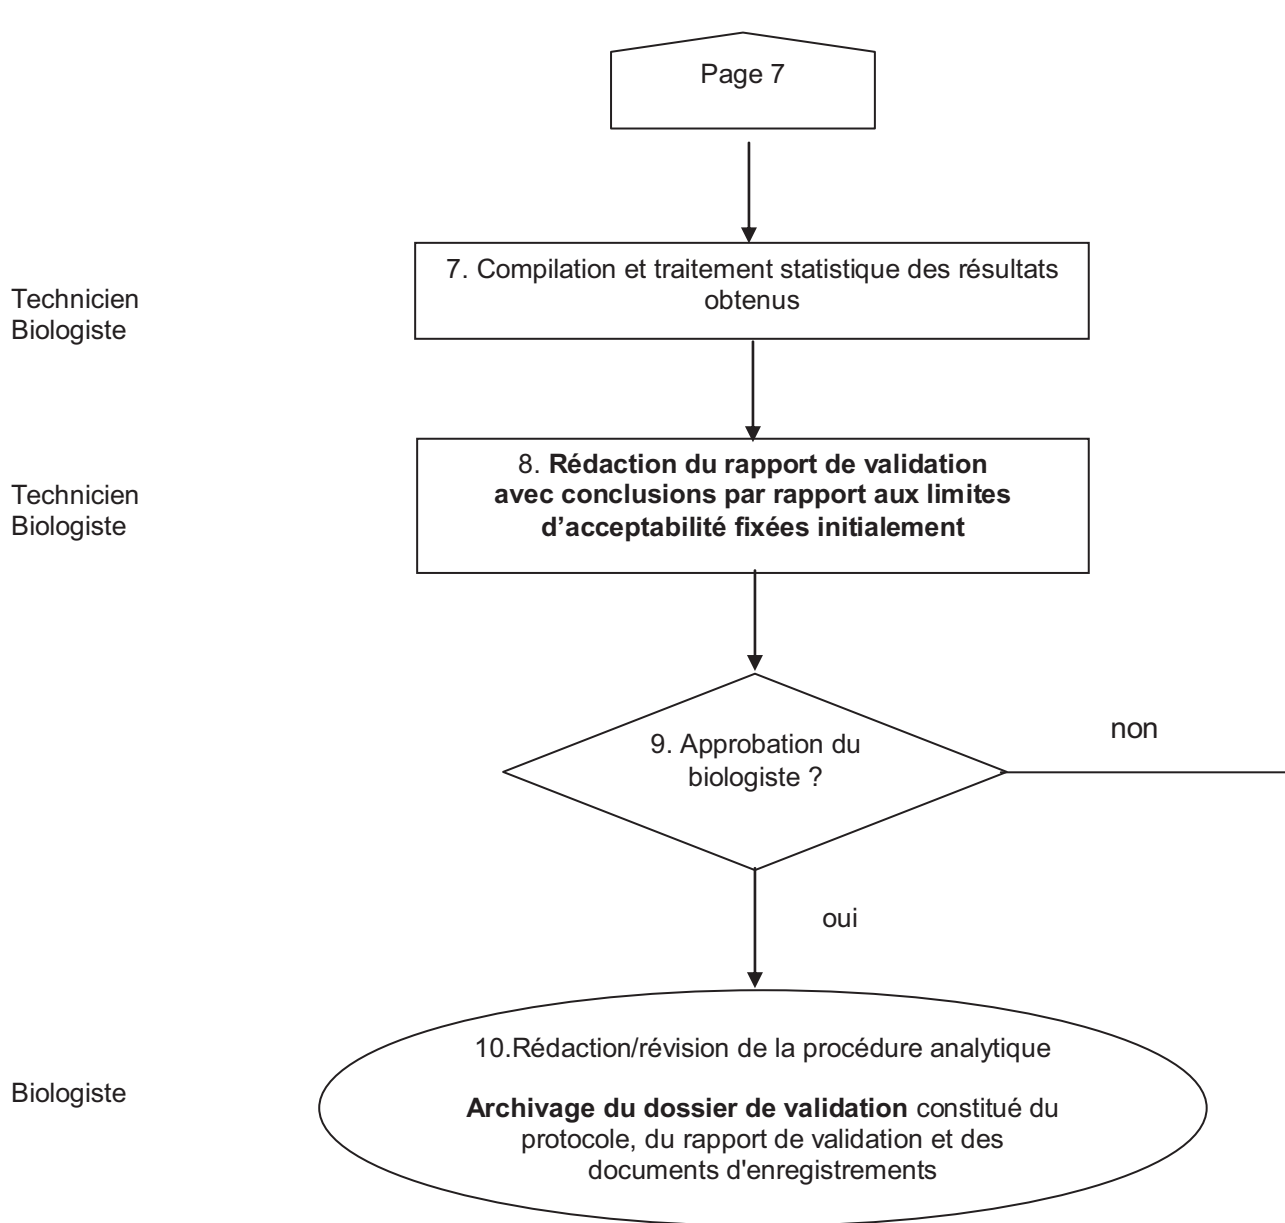 Page 7
7. Compilation et traitement statistique des résultats
obtenus
Technicien
Biologiste
8. Rédaction du rapport de validation
avec conclusions par rapport aux limites
d’acceptabilité fixées initialement
Technicien
Biologiste
9. Approbation du
biologiste ?
non
oui
10.Rédaction/révision de la procédure analytique
Biologiste
Archivage du dossier de validation constitué du
protocole, du rapport de validation et des
documents d'enregistrements